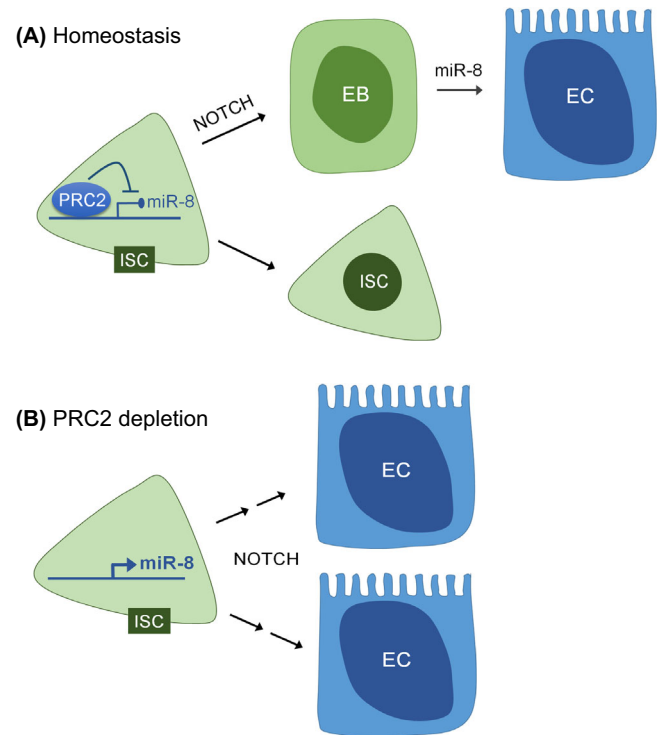 (A) Homeostasis
miR-8
NOTCH
EB
EC
PRC2
miR-8
ISC
ISC
(B) PRC2 depletion
EC
miR-8
NOTCH
ISC
EC